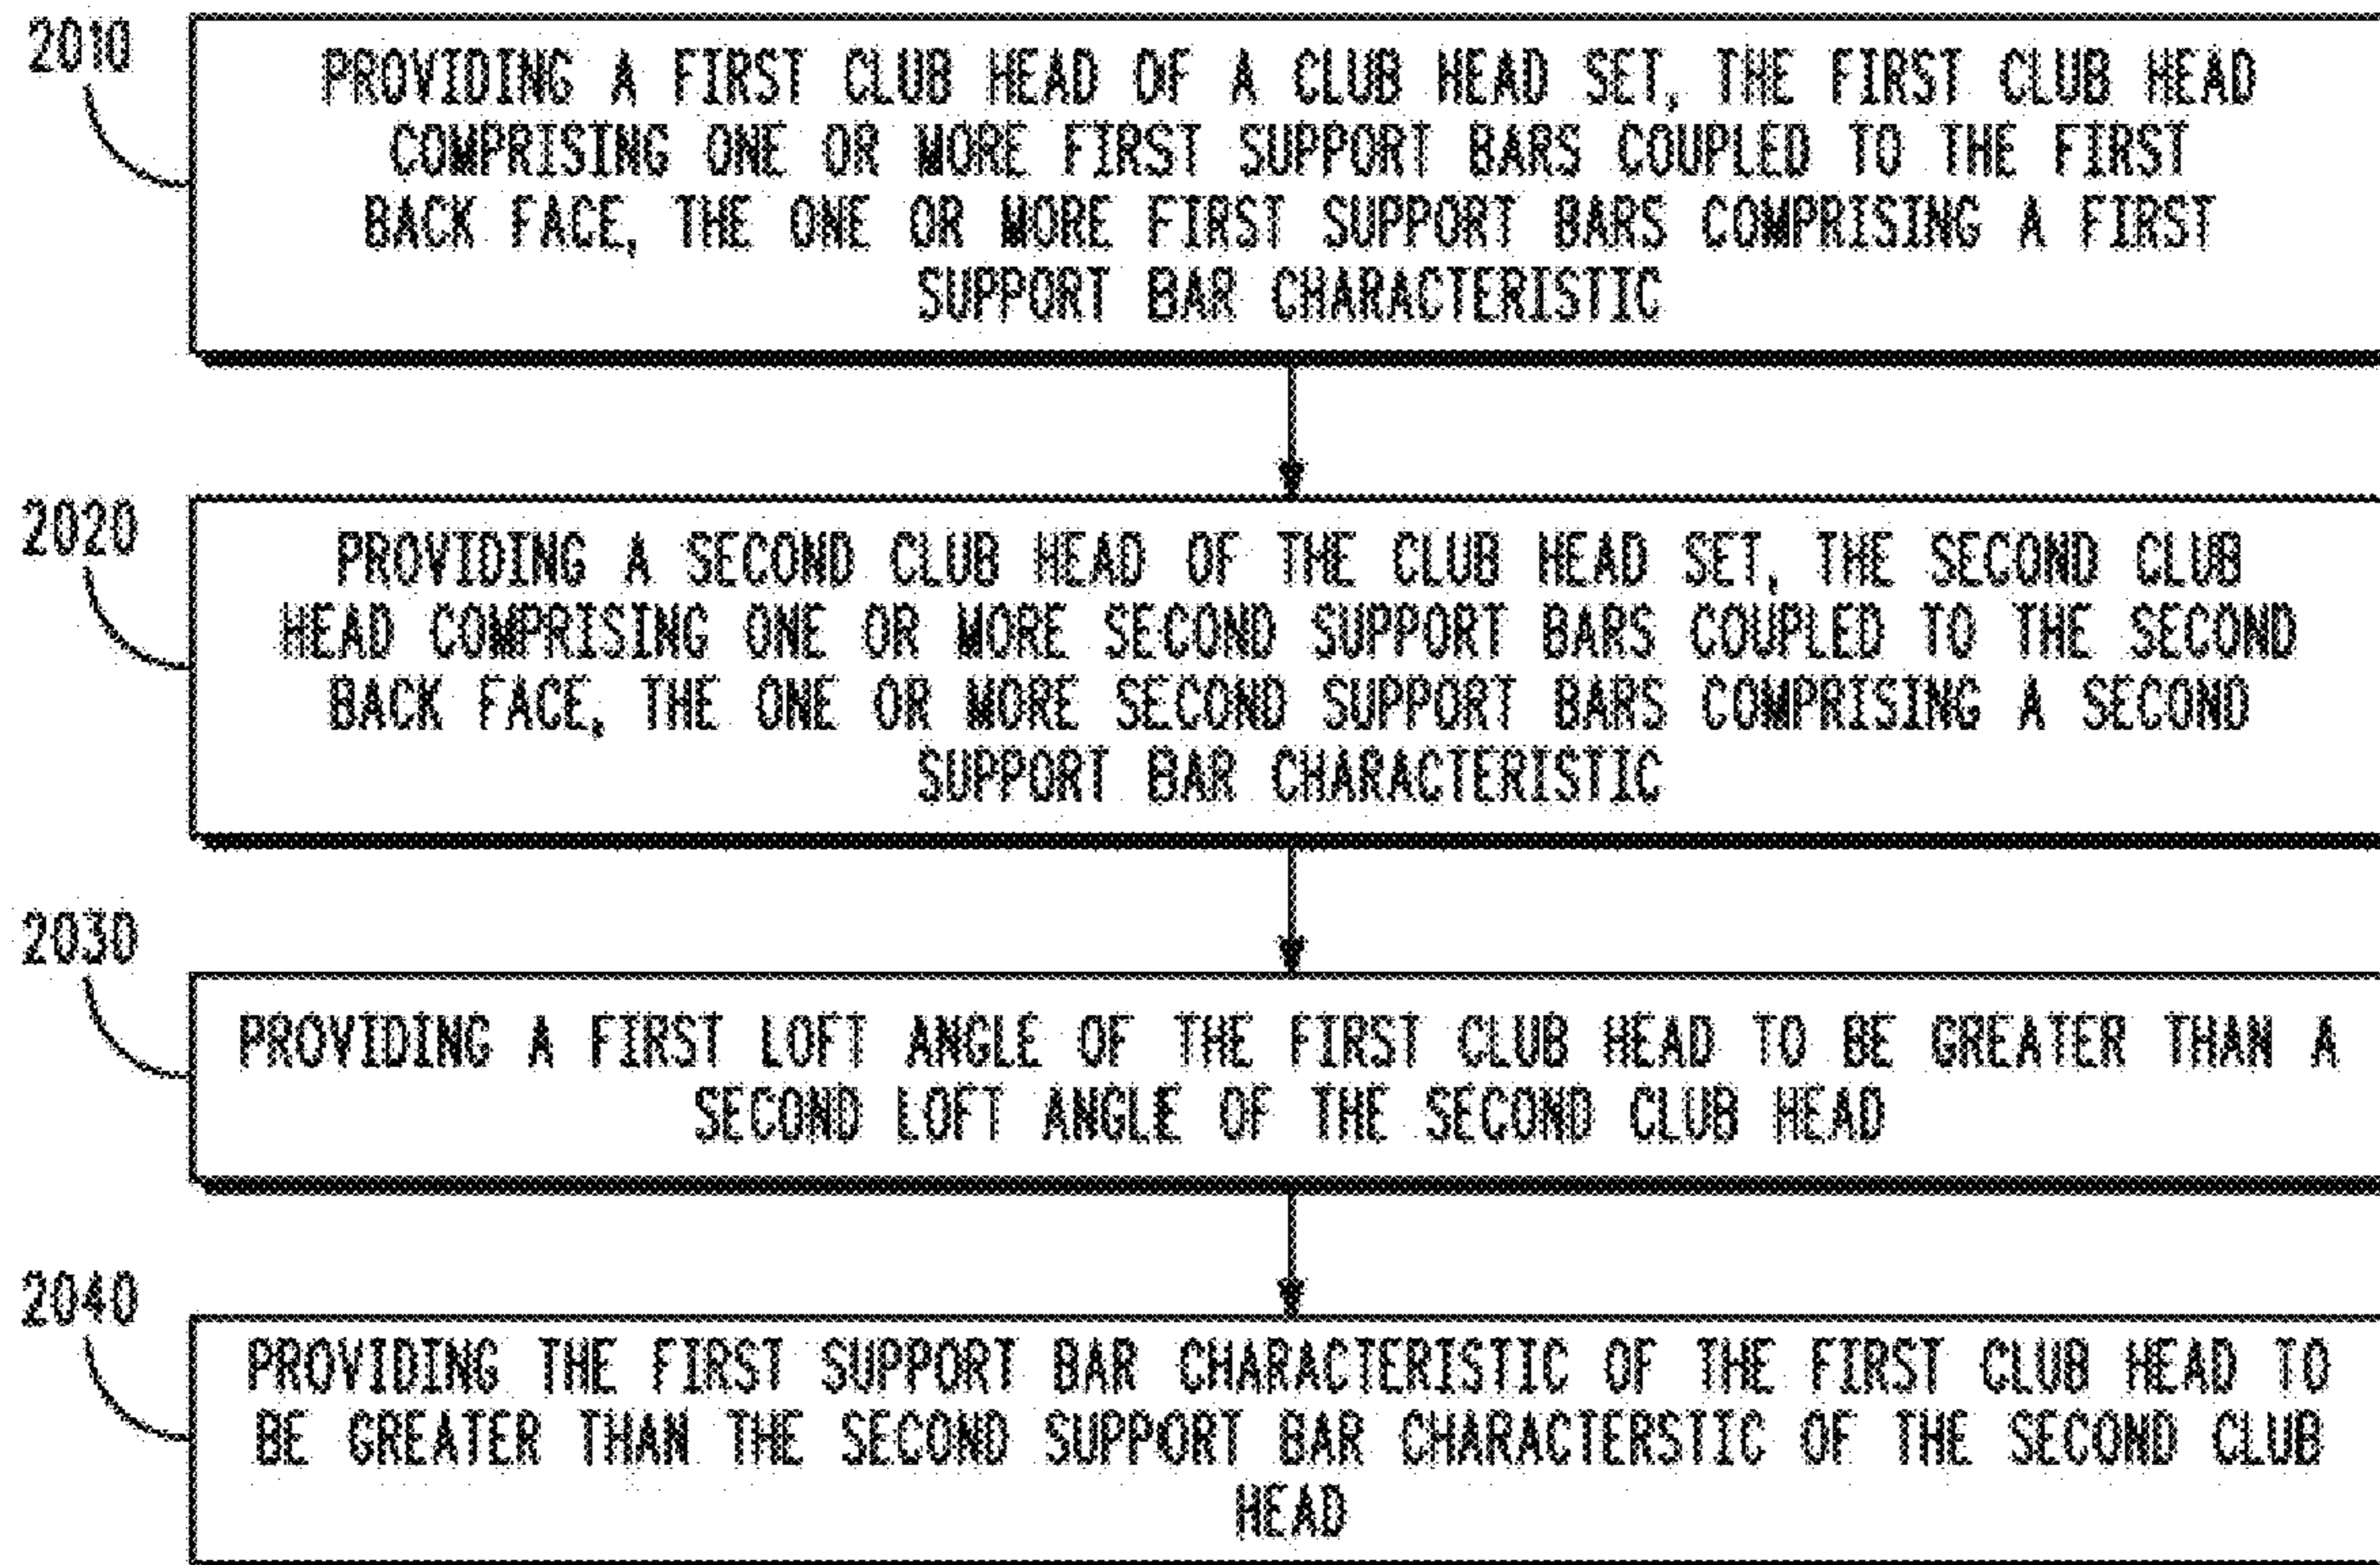 2010
PROVIDING A FIRST CLUB HEAD OF A CLUB HEAD SET, THE FIRST CLUB HEAD
COMPRISING ONE OR MORE FIRST SUPPORT BARS COUPLED TO THE FIRST
BACK FACE, THE ONE OR MORE FIRST SUPPORT BARS COMPRISING A FIRST
SUPPORT BAR CHARACTERISTIC
2020
PROVIDING A SECOND CLUB HEAD OF THE CLUB HEAD SET, THE SECOND CLUB
HEAD COMPRISING ONE OR MORE SECOND SUPPORT BARS COUPLED TO THE SECOND
BACK FACE, THE ONE OR MORE SECOND SUPPORT BARS COMPRISING A SECOND
SUPPORT BAR CHARACTERISTIC
2030
PROVIDING A FIRST LOFT ANGLE OF THE FIRST CLUB HEAD TO BE GREATER THAN A
SECOND LOFT ANGLE OF THE SECOND CLUB HEAD
2040
PROVIDING THE FIRST SUPPORT BAR CHARACTERISTIC OF THE FIRST CLUB HEAD TO
BE GREATER THAN THE SECOND SUPPORT BAR CHARACTERSTIC OF THE SECOND CLUB
HEAD